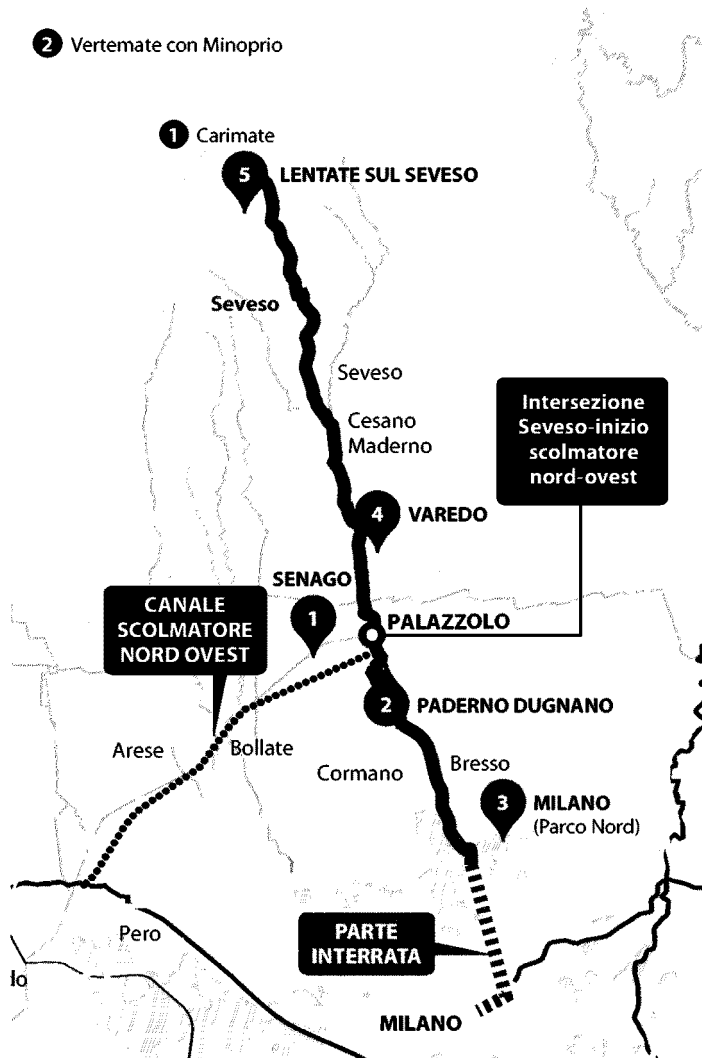 2 Vertemate con Minoprio
1 Carimate
5 LENTATE SUL SEVESO
Seveso
Seveso
Cesano
Maderno
Intersezione
Seveso-inizio
scolmatore
nord-ovest
4 VAREDO
SENAGO
1
CANALE
SCOLMATORE
NORD OVEST
PALAZZOLO
2 PADERNO DUGNANO
Arese
Bollate
Cormano
Bresso
3 MILANO
(Parco Nord)
Pero
PARTE
INTERRATA
do
MILANO